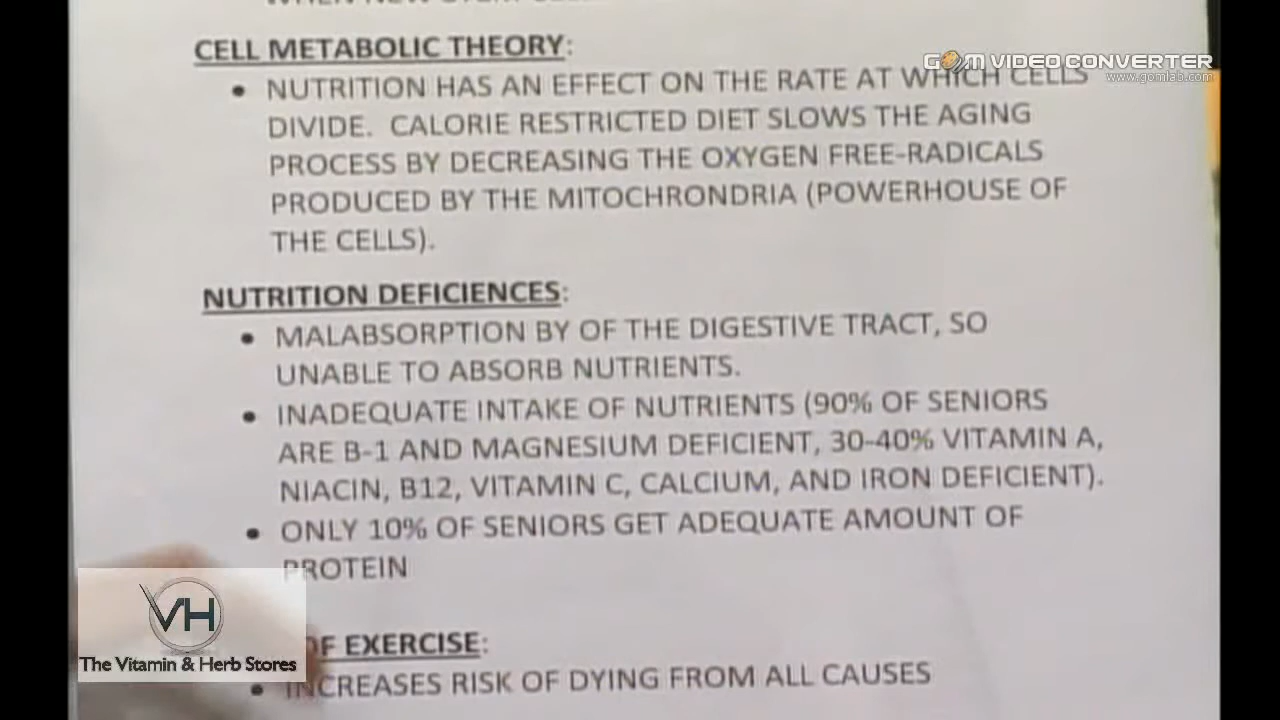 CELL METABOLIC THEORY:
• NUTRITION HAS AN EFFECT ON THE RATE AT WHICH CELLS
DIVIDE. CALORIE RESTRICTED DIET SLOWS THE AGING
PROCESS BY DECREASING THE OXYGEN FREE-RADICALS
PRODUCED BY THE MITOCHRONDRIA (POWERHOUSE OF
THE CELLS).
NUTRITION DEFICIENCES:
• MALABSORPTION BY OF THE DIGESTIVE TRACT, SO
UNABLE TO ABSORB NUTRIENTS.
• INADEQUATE INTAKE OF NUTRIENTS (90% OF SENIORS
ARE B-1 AND MAGNESIUM DEFICIENT, 30-40% VITAMIN A,
NIACIN, B12, VITAMIN C, CALCIUM, AND IRON DEFICIENT).
• ONLY 10% OF SENIORS GET ADEQUATE AMOUNT OF
PROTEIN
OF EXERCISE:
• INCREASES RISK OF DYING FROM ALL CAUSES
GOM VIDEO CONVERTER
www.gomlab.com
VH
The Vitamin & Herb Stores